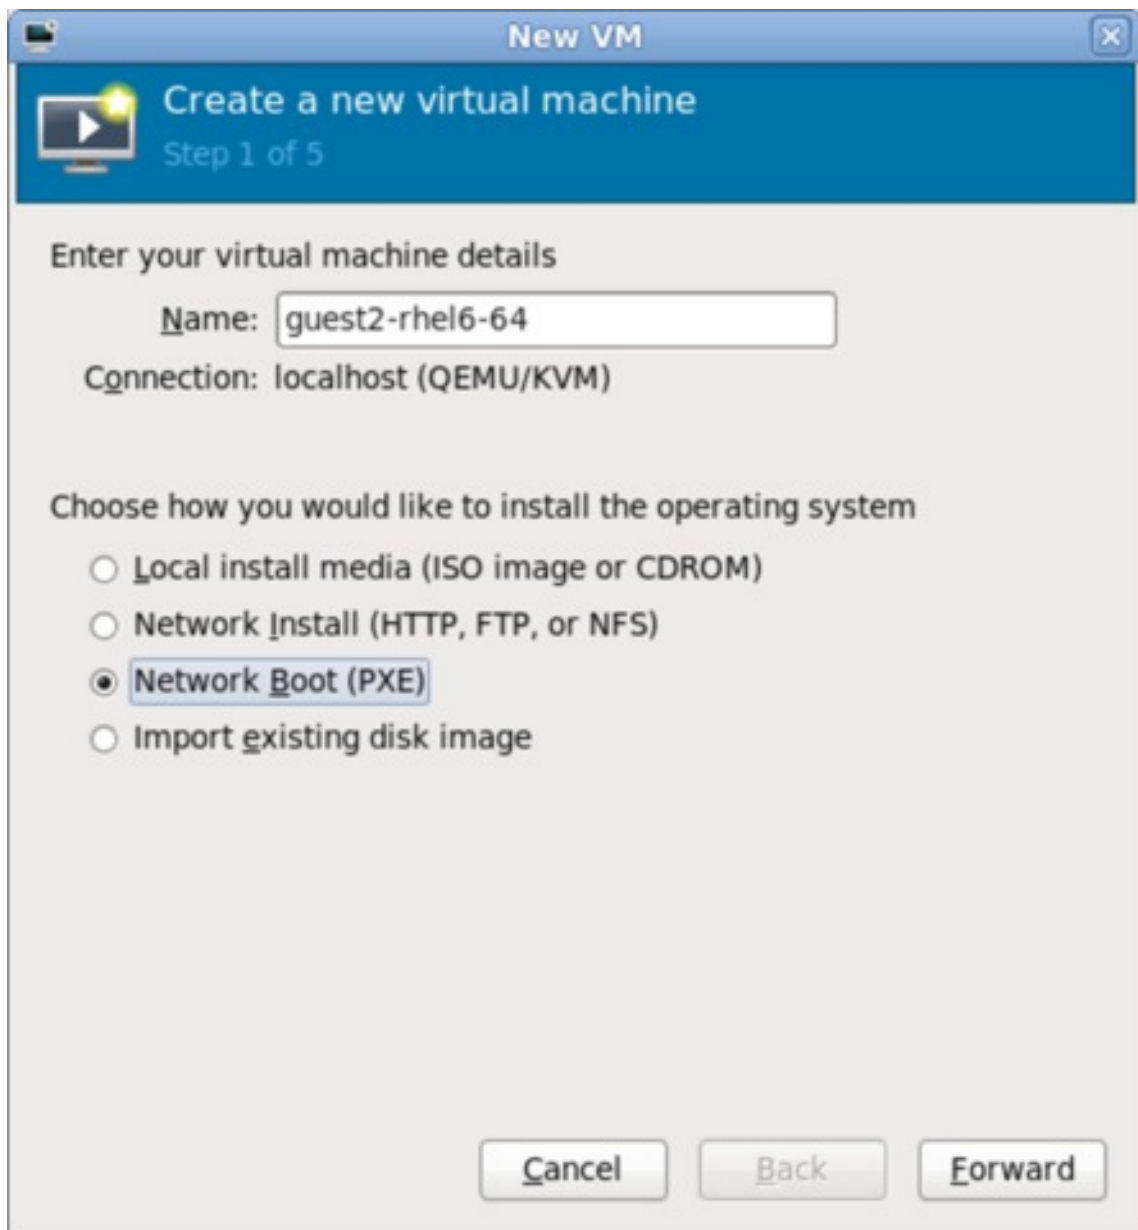 New VM
Create a new virtual machine
Step 1 of 5
Enter your virtual machine details
Name: guest2-rhel6-64
Connection: localhost (QEMU/KVM)
Choose how you would like to install the operating system
Local install media (ISO image or CDROM)
Network Install (HTTP, FTP, or NFS)
Network Boot (PXE)
Import existing disk image
Cancel Back Forward